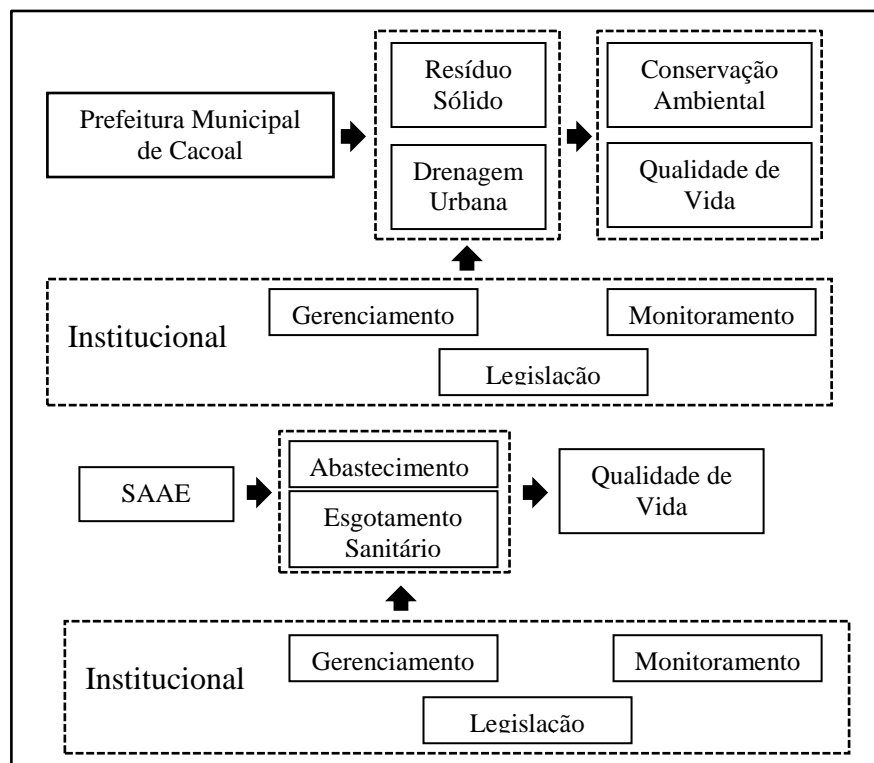 Prefeitura Municipal
de Cacoal
Resíduo
Sólido
Drenagem
Urbana
Conservação
Ambiental
Qualidade de
Vida
Institucional
Gerenciamento
Monitoramento
Legislação
SAAE
Abastecimento
Esgotamento
Sanitário
Qualidade de
Vida
Institucional
Gerenciamento
Monitoramento
Legislação